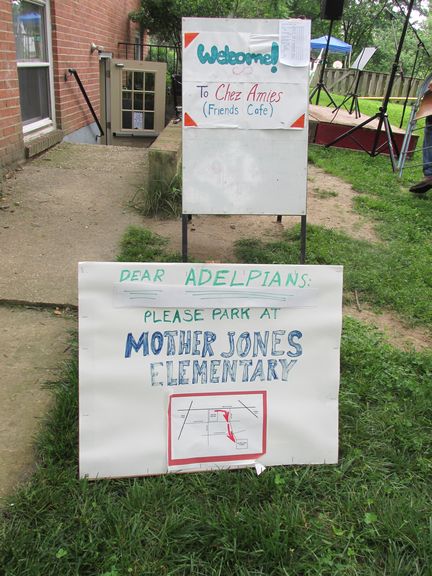 Welcome!
To Chez Amies
(Friends Cafe)
DEAR ADELPIANS:
PLEASE PARK AT
MOTHER JONES
ELEMENTARY